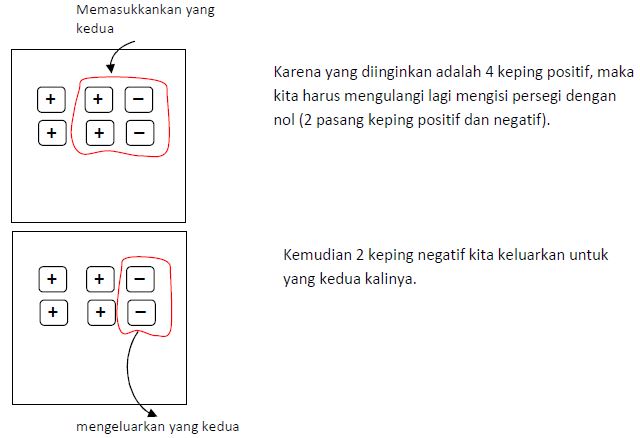 Memasukkankan yang
kedua
+ + −
+ + −
Karena yang diinginkan adalah 4 keping positif, maka
kita harus mengulangi lagi mengisi persegi dengan
nol (2 pasang keping positif dan negatif).
+ + −
+ + −
Kemudian 2 keping negatif kita keluarkan untuk
yang kedua kalinya.
mengeluarkan yang kedua